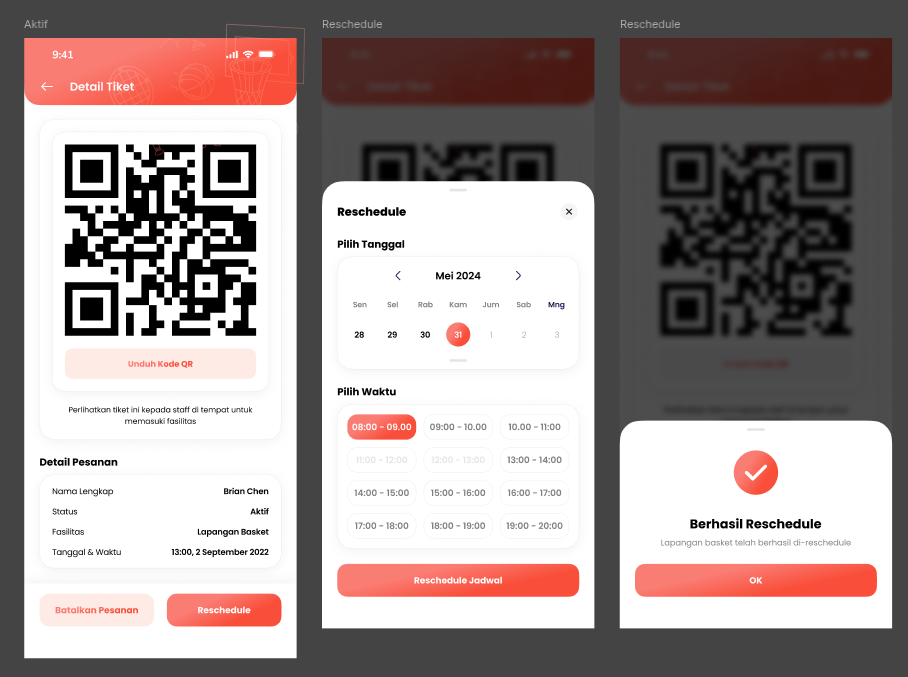 Aktif
9:41
Detail Tiket
Unduh Kode QR
Perlihatkan tiket ini kepada staff di tempat untuk
memasuki fasilitas
Detail Pesanan
Nama Lengkap Brian Chen
Status Aktif
Fasilitas Lapangan Basket
Tanggal & Waktu 13:00, 2 September 2022
Batalkan Pesanan Reschedule
Reschedule
Reschedule
Pilih Tanggal
Mei 2024
Sen Sel Rab Kam Jum Sab Mng
28 29 30 31 1 2 3
Pilih Waktu
08:00 - 09.00 09:00 - 10.00 10.00 - 11:00
11:00 - 12:00 12:00 - 13:00 13:00 - 14:00
14:00 - 15:00 15:00 - 16:00 16:00 - 17:00
17:00 - 18:00 18:00 - 19:00 19:00 - 20:00
Reschedule Jadwal
Reschedule
Berhasil Reschedule
Lapangan basket telah berhasil di-reschedule
OK